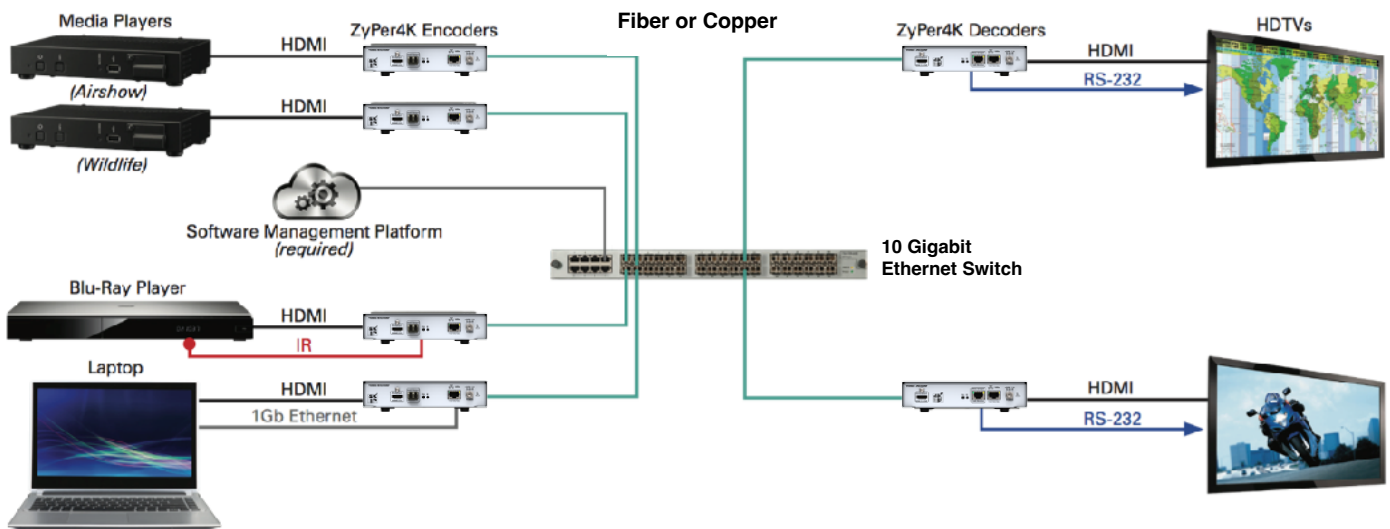 Media Players
ZyPer4K Encoders
Fiber or Copper
ZyPer4K Decoders
HDTVs
HDMI
HDMI
(Airshow)
RS-232
HDMI
(Wildlife)
Software Management Platform
(required)
10 Gigabit
Ethernet Switch
Blu-Ray Player
HDMI
IR
Laptop
HDMI
1Gb Ethernet
HDMI
RS-232